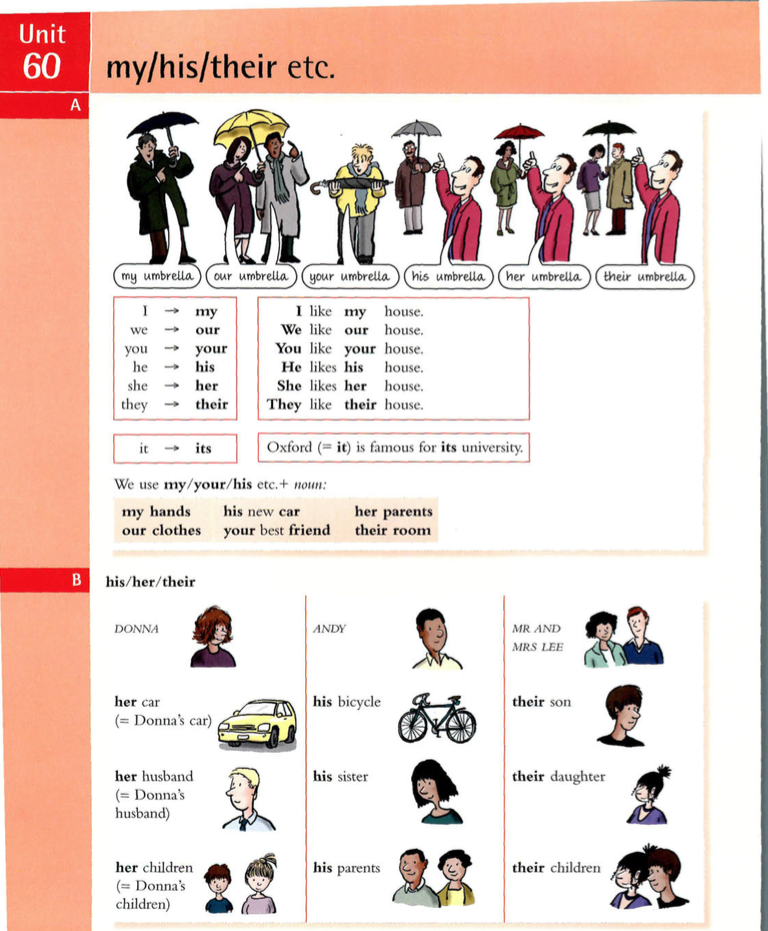 Unit
60
my/his/their etc.
A
my umbrella
our umbrella
your umbrella
his umbrella
her umbrella
their umbrella
I → my
we → our
you → your
he → his
she → her
they → their
I like my house.
We like our house.
You like your house.
He likes his house.
She likes her house.
They like their house.
it → its
Oxford (= it) is famous for its university.
We use my/your/his etc.+ noun:
my hands his new car her parents
our clothes your best friend their room
B
his/her/their
DONNA
her car
(= Donna's car)
her husband
(= Donna's
husband)
her children
(= Donna's
children)
ANDY
his bicycle
his sister
his parents
MR AND
MRS LEE
their son
their daughter
their children